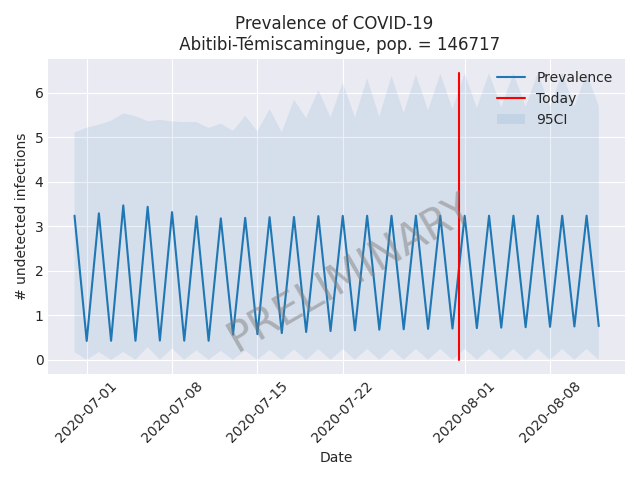 Prevalence of COVID-19
Abitibi-Témiscamingue, pop. = 146717
Prevalence
Today
95CI
# undetected infections
6
5
4
3
2
1
0
PRELIMINARY
2020-07-01
2020-07-08
2020-07-15
2020-07-22
2020-08-01
2020-08-08
Date